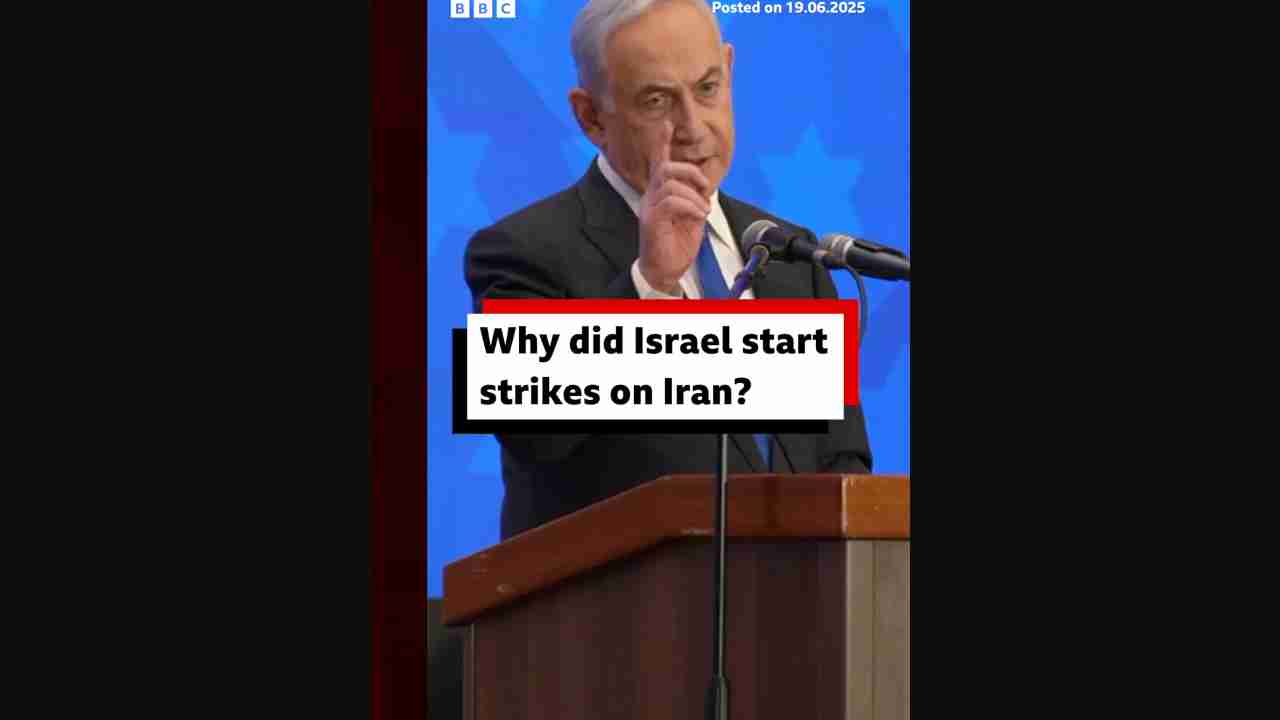 BBC
Posted on 19.06.2025
Why did Israel start
strikes on Iran?